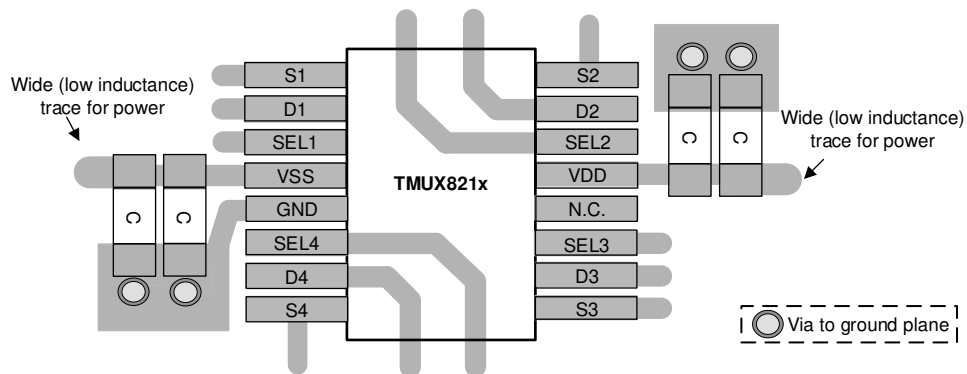 Wide (low inductance)
trace for power
S1
D1
SEL1
VSS
GND
SEL4
D4
S4
C
C
TMUX821x
S2
D2
SEL2
VDD
N.C.
SEL3
D3
S3
C
C
Wide (low inductance)
trace for power
Via to ground plane